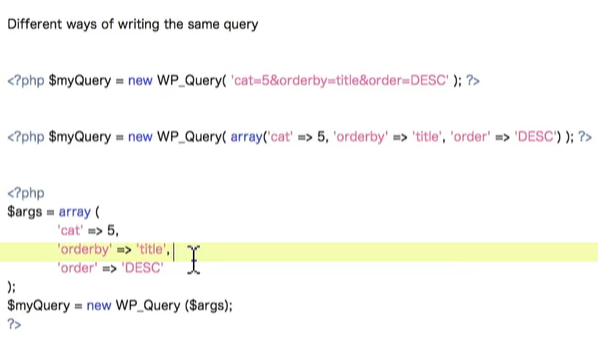 Different ways of writing the same query
<?php $myQuery = new WP_Query( 'cat=5&orderby=title&order=DESC' ); ?>
<?php $myQuery = new WP_Query( array('cat' => 5, 'orderby' => 'title', 'order' => 'DESC') ); ?>
<?php
$args = array (
'cat' => 5,
'orderby' => 'title',
'order' => 'DESC'
);
$myQuery = new WP_Query ($args);
?>